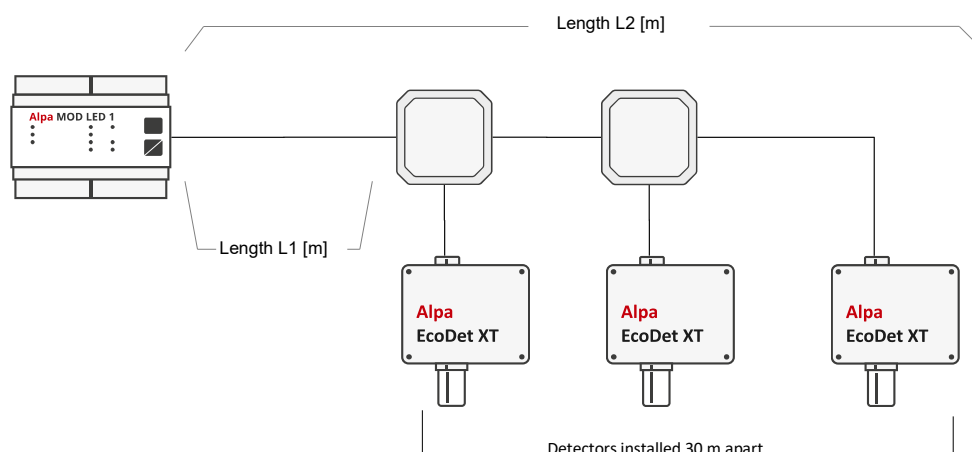 Length L2 [m]
Alpa MOD LED 1
Length L1 [m]
Alpa
EcoDet XT
Alpa
EcoDet XT
Alpa
EcoDet XT
Detectors installed 30 m apart